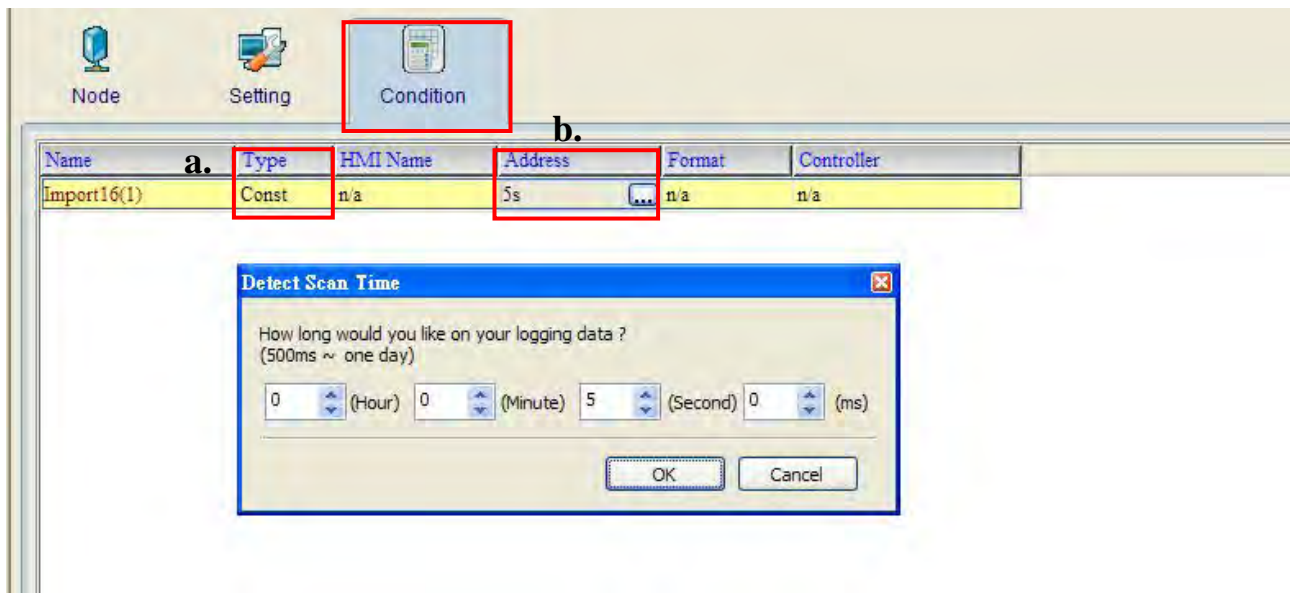 Node Setting Condition
b.
a.
Name Type HMI Name Address Format Controller
Import16(1) Const n/a 5s ... n/a n/a
Detect Scan Time
How long would you like on your logging data ?
(500ms ~ one day)
0 (Hour) 0 (Minute) 5 (Second) 0 (ms)
OK Cancel